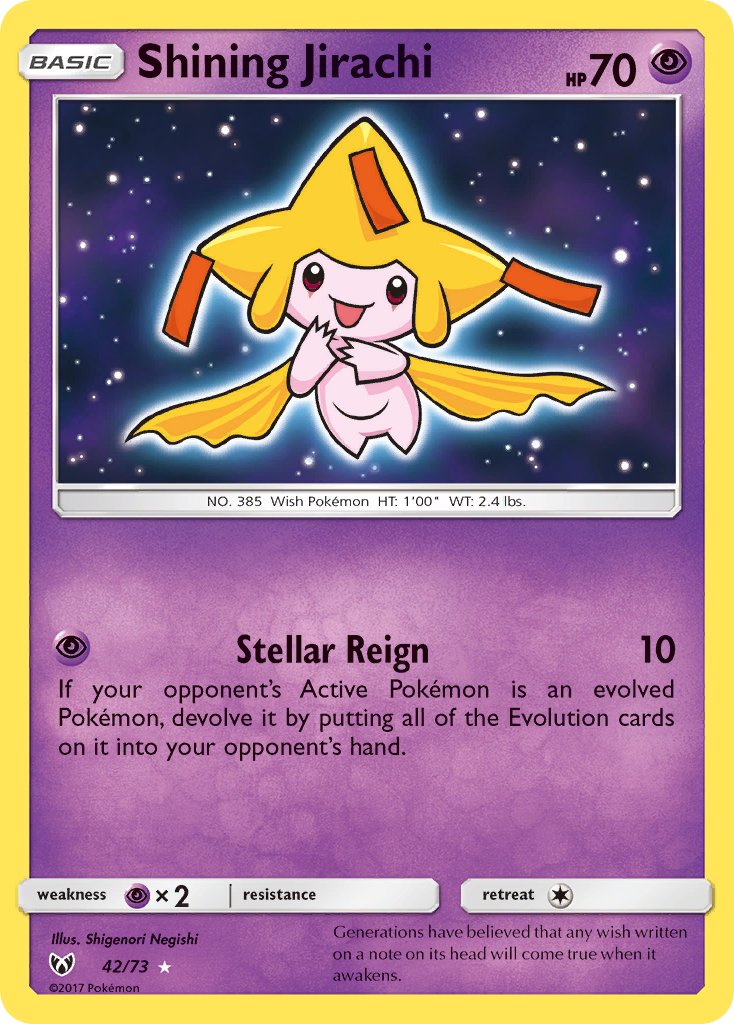 BASIC Shining Jirachi HP 70
NO. 385 Wish Pokémon HT: 1'00" WT: 2.4 lbs.
Stellar Reign 10
If your opponent's Active Pokémon is an evolved
Pokémon, devolve it by putting all of the Evolution cards
on it into your opponent's hand.
weakness ×2 resistance retreat
Illus. Shigenori Negishi
42/73 ★
©2017 Pokémon
Generations have believed that any wish written
on a note on its head will come true when it
awakens.